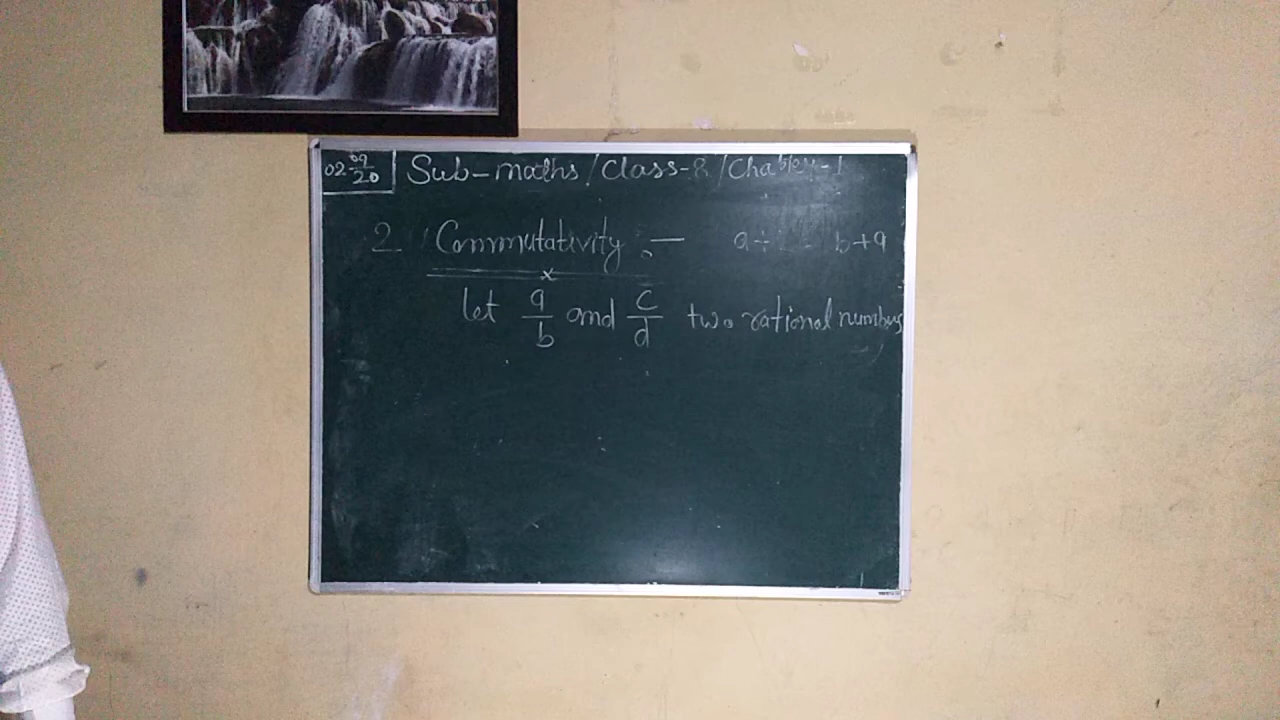 02 09/20 Sub-maths/Class-8/Chapter-1
2 Commutativity :- a+ = b+a
let a/b and c/d two rational numbers